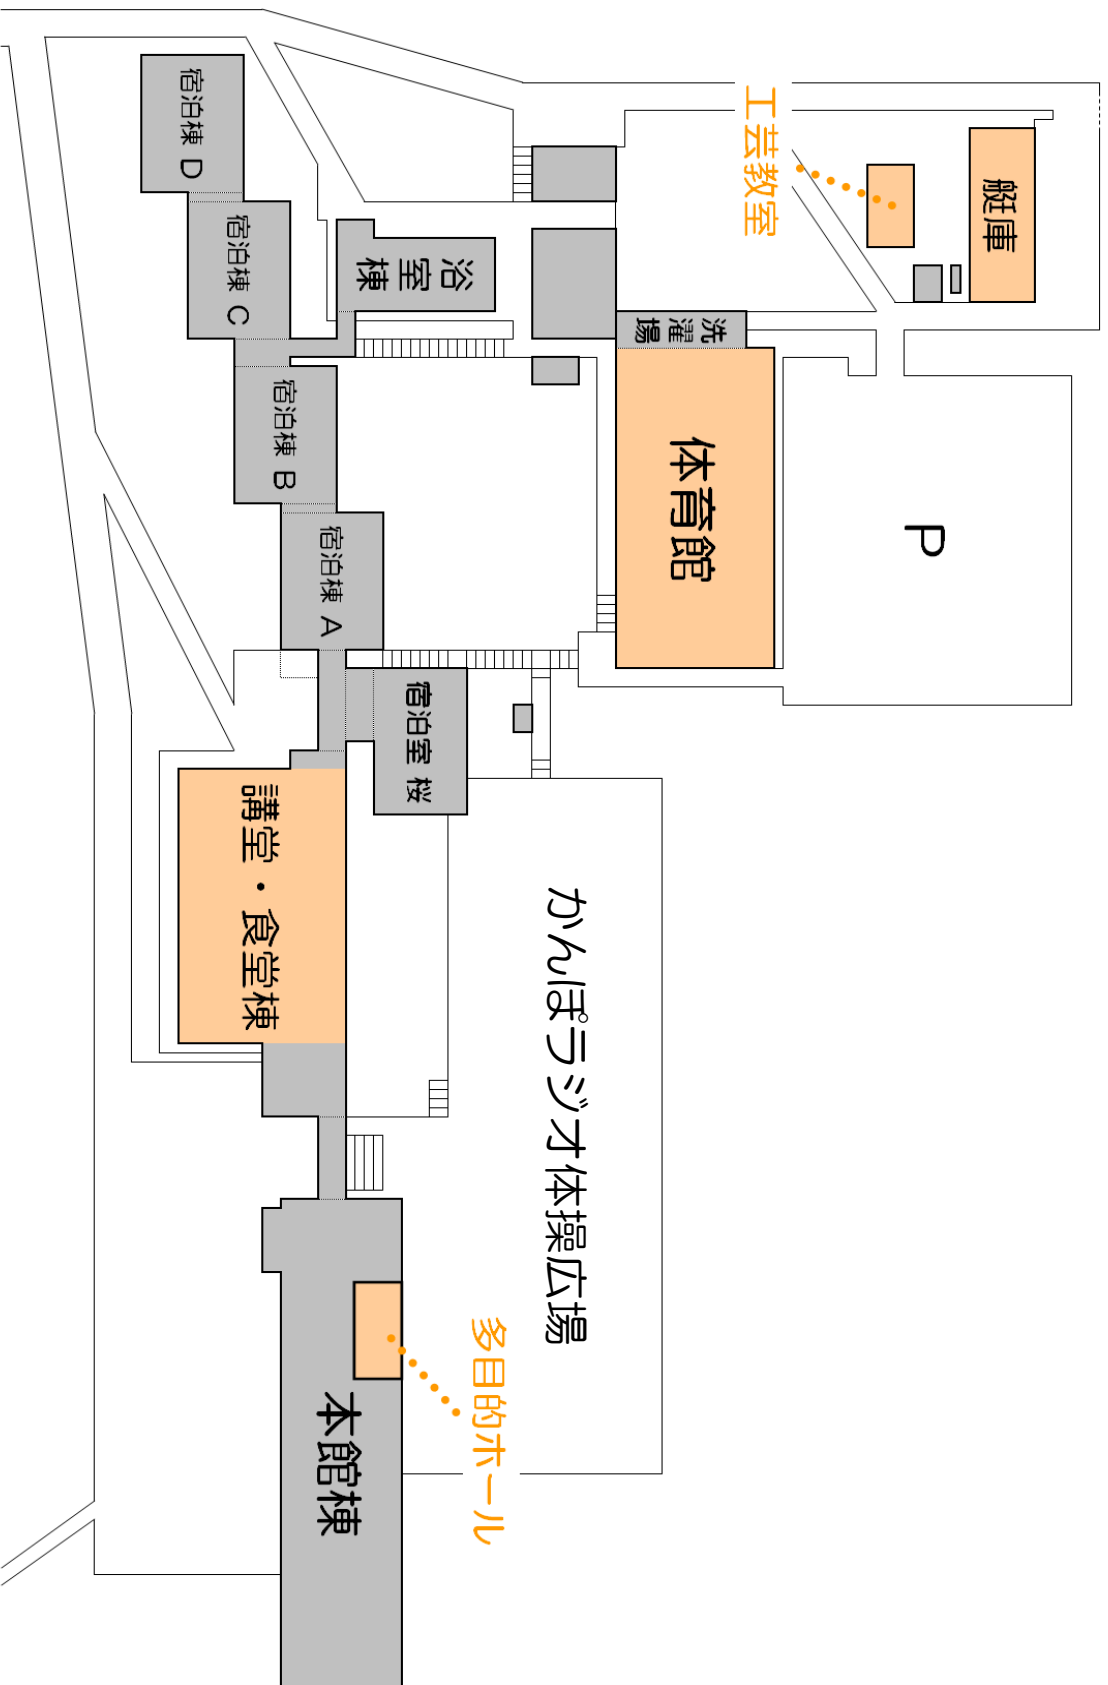 工芸教室
艇庫
宿泊棟 D
宿泊棟 C
浴室棟
洗濯場
宿泊棟 B
体育館
P
宿泊棟 A
宿泊室 桜
講堂・食堂棟
かんぽラジオ体操広場
多目的ホール
本館棟